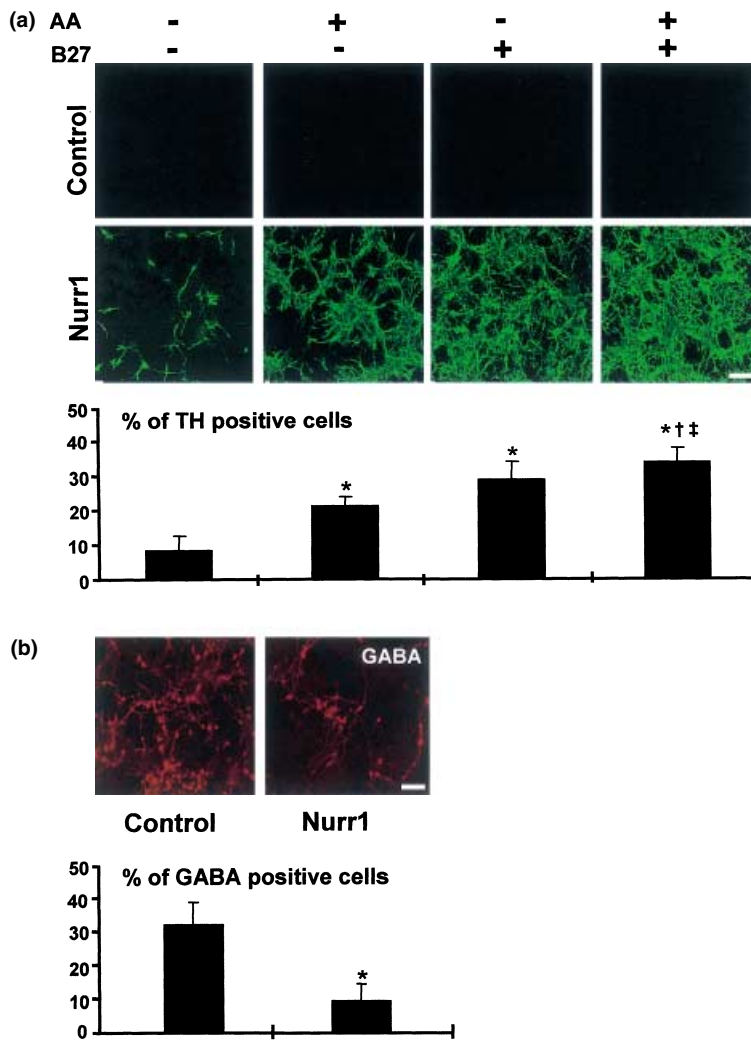 (a) AA - + - +
B27 - - + +
Control
Nurr1
% of TH positive cells
50
40
30
20
10
0
*
*
*†‡
(b)
GABA
Control Nurr1
% of GABA positive cells
50
40
30
20
10
0
*